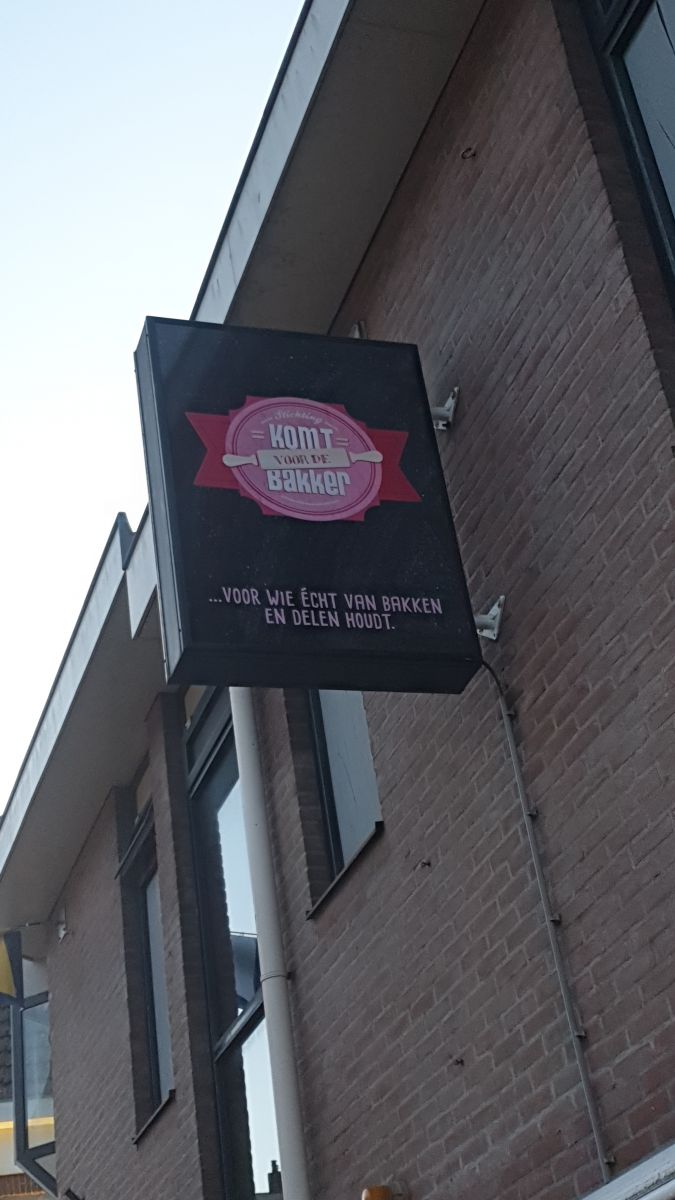 Stichting
KOMT
VOOR DE
BAKKER
...VOOR WIE ÉCHT VAN BAKKEN
EN DELEN HOUDT.